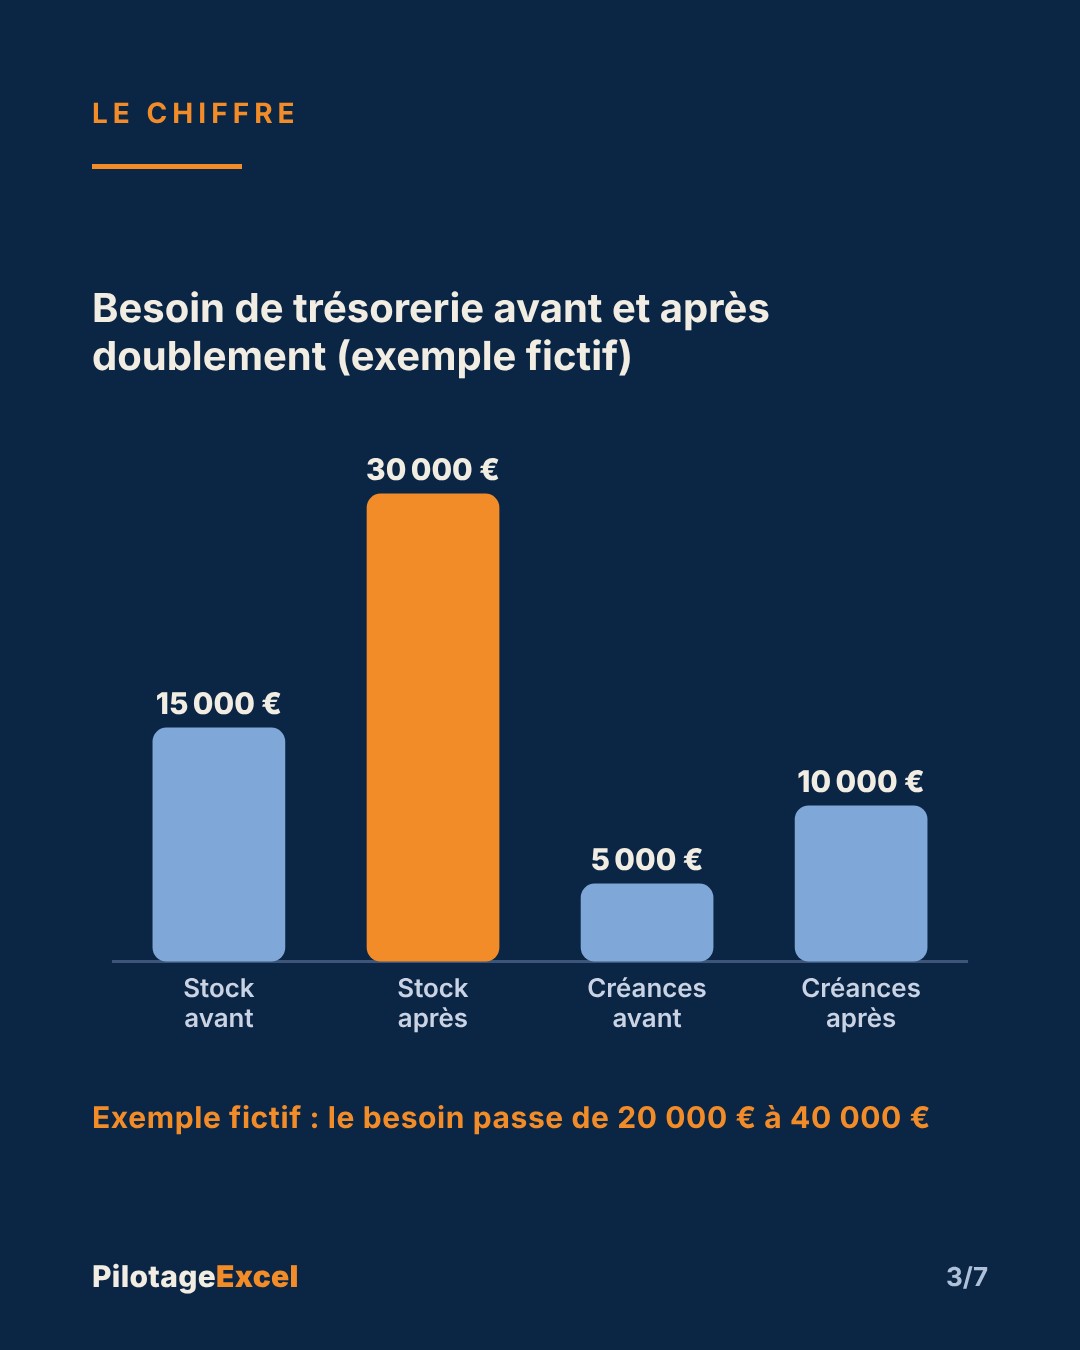 LE CHIFFRE
Besoin de trésorerie avant et après
doublement (exemple fictif)
30 000 €
15 000 €
10 000 €
5 000 €
Stock
avant
Stock
après
Créances
avant
Créances
après
Exemple fictif : le besoin passe de 20 000 € à 40 000 €
PilotageExcel
3/7